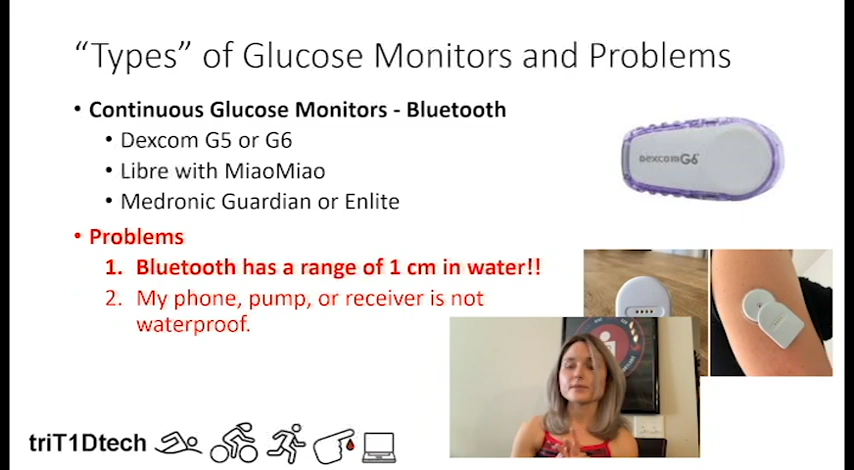 “Types” of Glucose Monitors and Problems
• Continuous Glucose Monitors - Bluetooth
• Dexcom G5 or G6
• Libre with MiaoMiao
• Medronic Guardian or Enlite
• Problems
1. Bluetooth has a range of 1 cm in water!!
2. My phone, pump, or receiver is not
waterproof.
DexcomG6
triT1Dtech